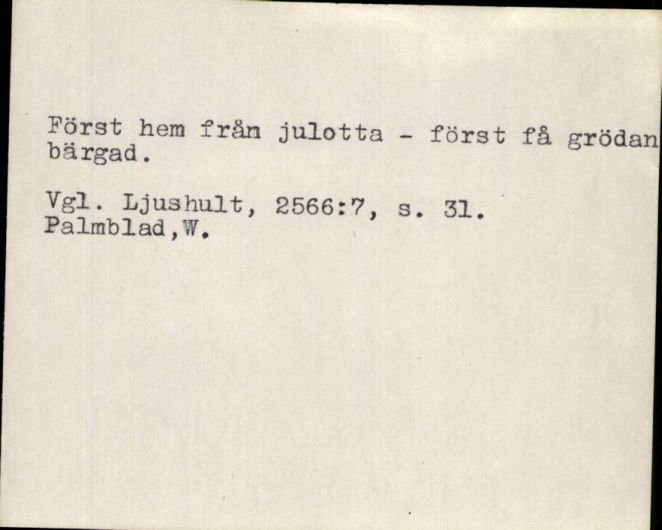 Först hem från julotta - först få grödan
bärgad.
Vgl. Ljushult, 2566:7, s. 31.
Palmblad,W.